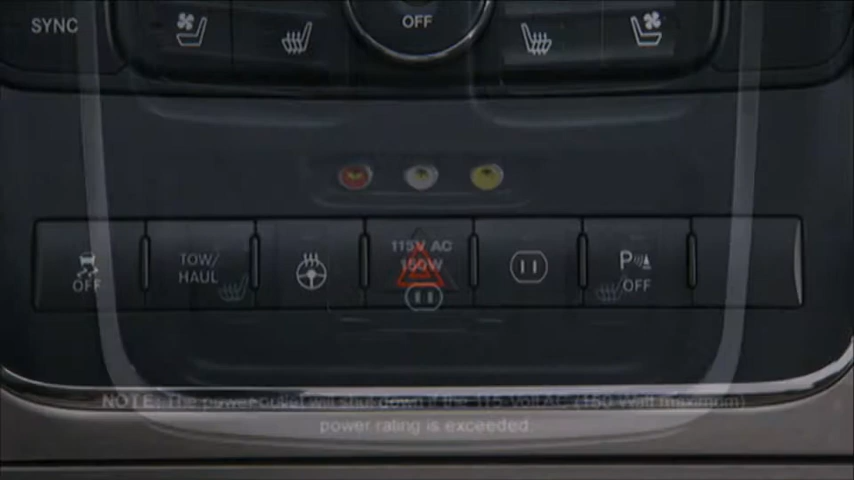 SYNC
OFF
OFF
TOW/
HAUL
115V AC
150W
P
OFF
NOTE: The power outlet will shut down if the 115-Volt AC (150 Watt maximum)
power rating is exceeded.